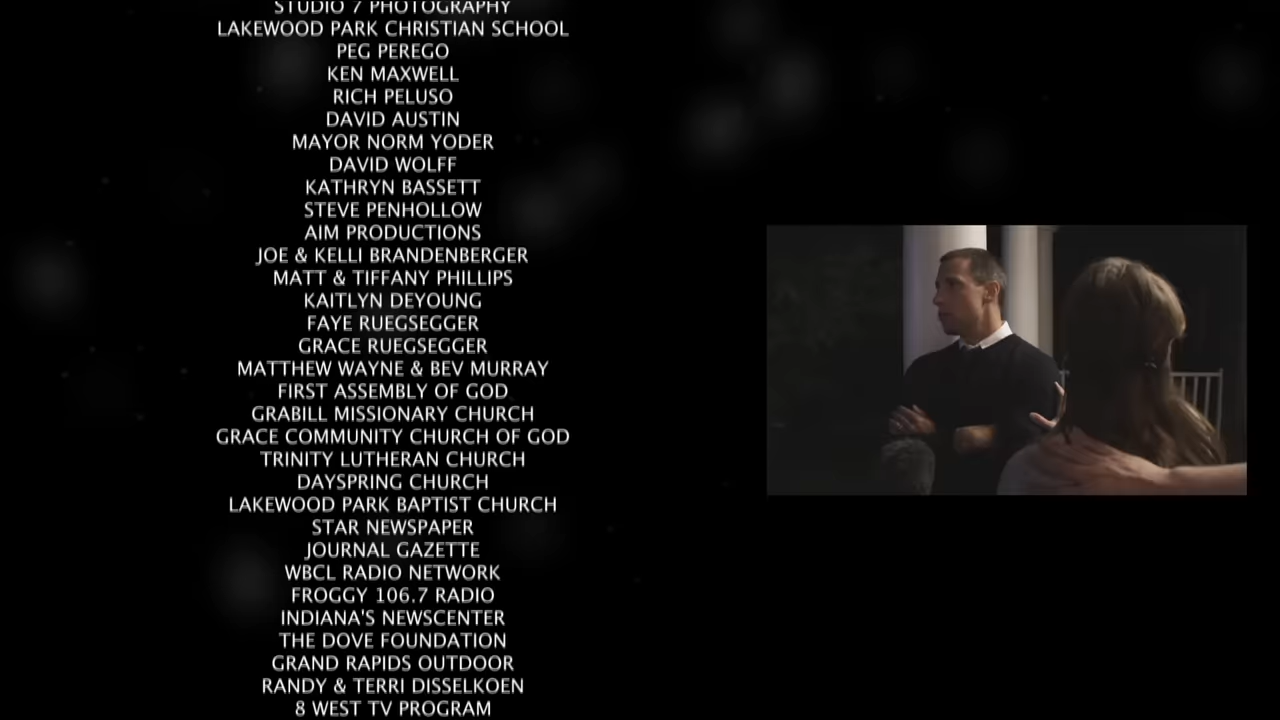 STUDIO 7 PHOTOGRAPHY
LAKEWOOD PARK CHRISTIAN SCHOOL
PEG PEREGO
KEN MAXWELL
RICH PELUSO
DAVID AUSTIN
MAYOR NORM YODER
DAVID WOLFF
KATHRYN BASSETT
STEVE PENHOLLOW
AIM PRODUCTIONS
JOE & KELLI BRANDENBERGER
MATT & TIFFANY PHILLIPS
KAITLYN DEYOUNG
FAYE RUEGSEGGER
GRACE RUEGSEGGER
MATTHEW WAYNE & BEV MURRAY
FIRST ASSEMBLY OF GOD
GRABILL MISSIONARY CHURCH
GRACE COMMUNITY CHURCH OF GOD
TRINITY LUTHERAN CHURCH
DAYSPRING CHURCH
LAKEWOOD PARK BAPTIST CHURCH
STAR NEWSPAPER
JOURNAL GAZETTE
WBCL RADIO NETWORK
FROGGY 106.7 RADIO
INDIANA'S NEWSCENTER
THE DOVE FOUNDATION
GRAND RAPIDS OUTDOOR
RANDY & TERRI DISSELKOEN
8 WEST TV PROGRAM